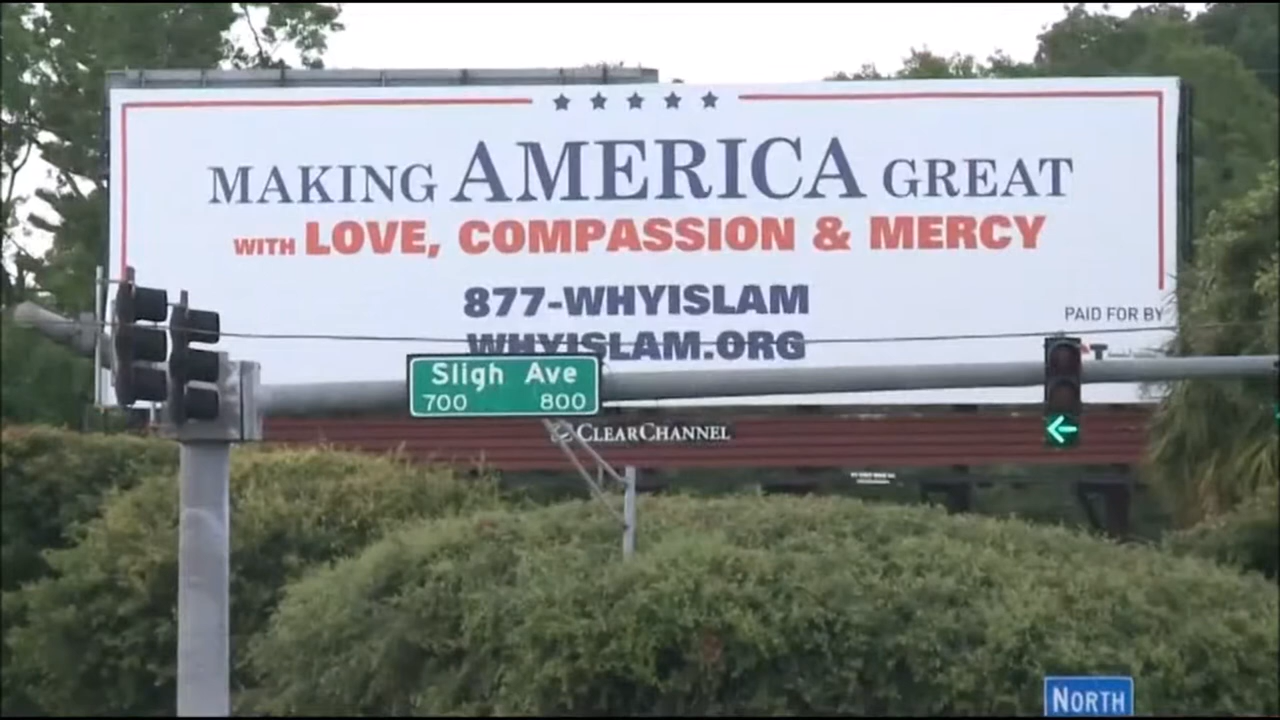 MAKING AMERICA GREAT
WITH LOVE, COMPASSION & MERCY
877-WHYISLAM
WHYISLAM.ORG
PAID FOR BY
Sligh Ave
700 800
CLEARCHANNEL
NORTH